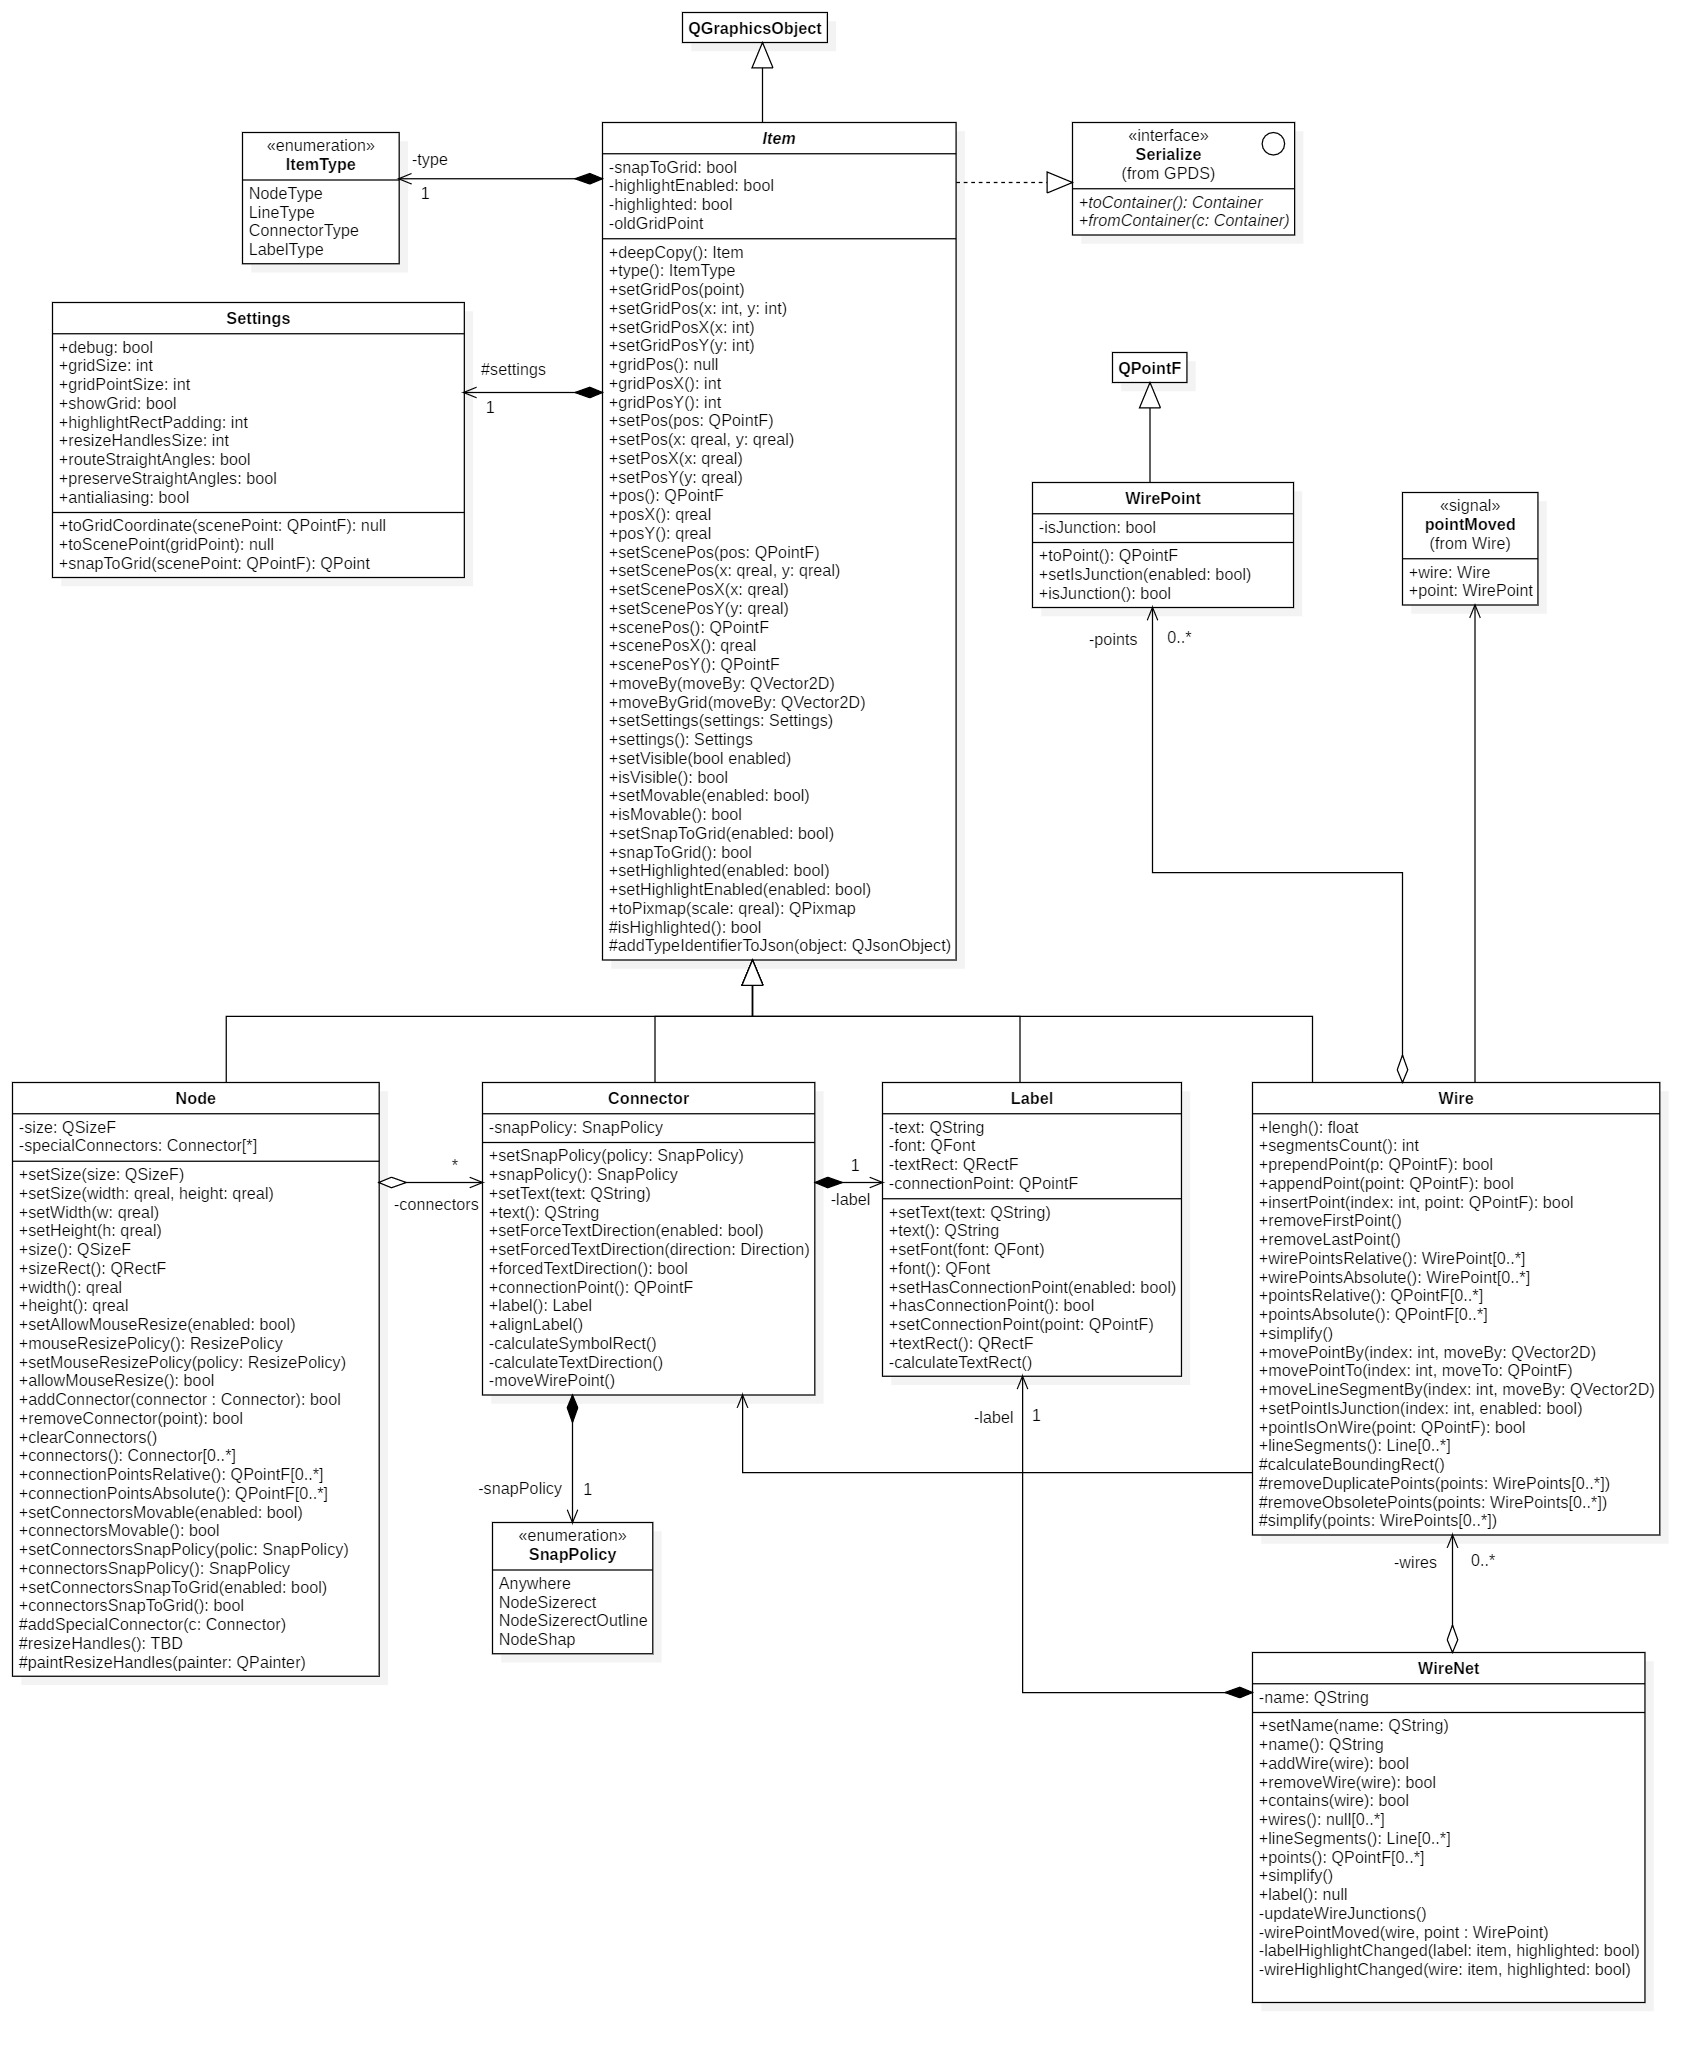 QGraphicsObject
«enumeration»
ItemType
NodeType
LineType
ConnectorType
LabelType
-type
1
Item
-snapToGrid: bool
-highlightEnabled: bool
-highlighted: bool
-oldGridPoint
+deepCopy(): Item
+type(): ItemType
+setGridPos(point)
+setGridPos(x: int, y: int)
+setGridPosX(x: int)
+setGridPosY(y: int)
+gridPos(): null
+gridPosX(): int
+gridPosY(): int
+setPos(pos: QPointF)
+setPos(x: qreal, y: qreal)
+setPosX(x: qreal)
+setPosY(y: qreal)
+pos(): QPointF
+posX(): qreal
+posY(): qreal
+setScenePos(pos: QPointF)
+setScenePos(x: qreal, y: qreal)
+setScenePosX(x: qreal)
+setScenePosY(y: qreal)
+scenePos(): QPointF
+scenePosX(): qreal
+scenePosY(): QPointF
+moveBy(moveBy: QVector2D)
+moveByGrid(moveBy: QVector2D)
+setSettings(settings: Settings)
+settings(): Settings
+setVisible(bool enabled)
+isVisible(): bool
+setMovable(enabled: bool)
+isMovable(): bool
+setSnapToGrid(enabled: bool)
+snapToGrid(): bool
+setHighlighted(enabled: bool)
+setHighlightEnabled(enabled: bool)
+toPixmap(scale: qreal): QPixmap
#isHighlighted(): bool
#addTypeIdentifierToJson(object: QJsonObject)
«interface»
Serialize
(from GPDS)
+toContainer(): Container
+fromContainer(c: Container)
Settings
+debug: bool
+gridSize: int
+gridPointSize: int
+showGrid: bool
+highlightRectPadding: int
+resizeHandlesSize: int
+routeStraightAngles: bool
+preserveStraightAngles: bool
+antialiasing: bool
+toGridCoordinate(scenePoint: QPointF): null
+toScenePoint(gridPoint): null
+snapToGrid(scenePoint: QPointF): QPoint
#settings
1
QPointF
WirePoint
-isJunction: bool
+toPoint(): QPointF
+setIsJunction(enabled: bool)
+isJunction(): bool
-points
0..*
«signal»
pointMoved
(from Wire)
+wire: Wire
+point: WirePoint
Node
-size: QSizeF
-specialConnectors: Connector[*]
+setSize(size: QSizeF)
+setSize(width: qreal, height: qreal)
+setWidth(w: qreal)
+setHeight(h: qreal)
+size(): QSizeF
+sizeRect(): QRectF
+width(): qreal
+height(): qreal
+setAllowMouseResize(enabled: bool)
+mouseResizePolicy(): ResizePolicy
+setMouseResizePolicy(policy: ResizePolicy)
+allowMouseResize(): bool
+addConnector(connector : Connector): bool
+removeConnector(point): bool
+clearConnectors()
+connectors(): Connector[0..*]
+connectionPointsRelative(): QPointF[0..*]
+connectionPointsAbsolute(): QPointF[0..*]
+setConnectorsMovable(enabled: bool)
+connectorsMovable(): bool
+setConnectorsSnapPolicy(polic: SnapPolicy)
+connectorsSnapPolicy(): SnapPolicy
+setConnectorsSnapToGrid(enabled: bool)
+connectorsSnapToGrid(): bool
#addSpecialConnector(c: Connector)
#resizeHandles(): TBD
#paintResizeHandles(painter: QPainter)
*
-connectors
Connector
-snapPolicy: SnapPolicy
+setSnapPolicy(policy: SnapPolicy)
+snapPolicy(): SnapPolicy
+setText(text: QString)
+text(): QString
+setForceTextDirection(enabled: bool)
+setForcedTextDirection(direction: Direction)
+forcedTextDirection(): bool
+connectionPoint(): QPointF
+label(): Label
+alignLabel()
-calculateSymbolRect()
-calculateTextDirection()
-moveWirePoint()
1
-label
Label
-text: QString
-font: QFont
-textRect: QRectF
-connectionPoint: QPointF
+setText(text: QString)
+text(): QString
+setFont(font: QFont)
+font(): QFont
+setHasConnectionPoint(enabled: bool)
+hasConnectionPoint(): bool
+setConnectionPoint(point: QPointF)
+textRect(): QRectF
-calculateTextRect()
-label
1
Wire
+lengh(): float
+segmentsCount(): int
+prependPoint(p: QPointF): bool
+appendPoint(point: QPointF): bool
+insertPoint(index: int, point: QPointF): bool
+removeFirstPoint()
+removeLastPoint()
+wirePointsRelative(): WirePoint[0..*]
+wirePointsAbsolute(): WirePoint[0..*]
+pointsRelative(): QPointF[0..*]
+pointsAbsolute(): QPointF[0..*]
+simplify()
+movePointBy(index: int, moveBy: QVector2D)
+movePointTo(index: int, moveTo: QPointF)
+moveLineSegmentBy(index: int, moveBy: QVector2D)
+setPointIsJunction(index: int, enabled: bool)
+pointIsOnWire(point: QPointF): bool
+lineSegments(): Line[0..*]
#calculateBoundingRect()
#removeDuplicatePoints(points: WirePoints[0..*])
#removeObsoletePoints(points: WirePoints[0..*])
#simplify(points: WirePoints[0..*])
-snapPolicy
1
«enumeration»
SnapPolicy
Anywhere
NodeSizerect
NodeSizerectOutline
NodeShap
-wires
0..*
WireNet
-name: QString
+setName(name: QString)
+name(): QString
+addWire(wire): bool
+removeWire(wire): bool
+contains(wire): bool
+wires(): null[0..*]
+lineSegments(): Line[0..*]
+points(): QPointF[0..*]
+simplify()
+label(): null
-updateWireJunctions()
-wirePointMoved(wire, point : WirePoint)
-labelHighlightChanged(label: item, highlighted: bool)
-wireHighlightChanged(wire: item, highlighted: bool)